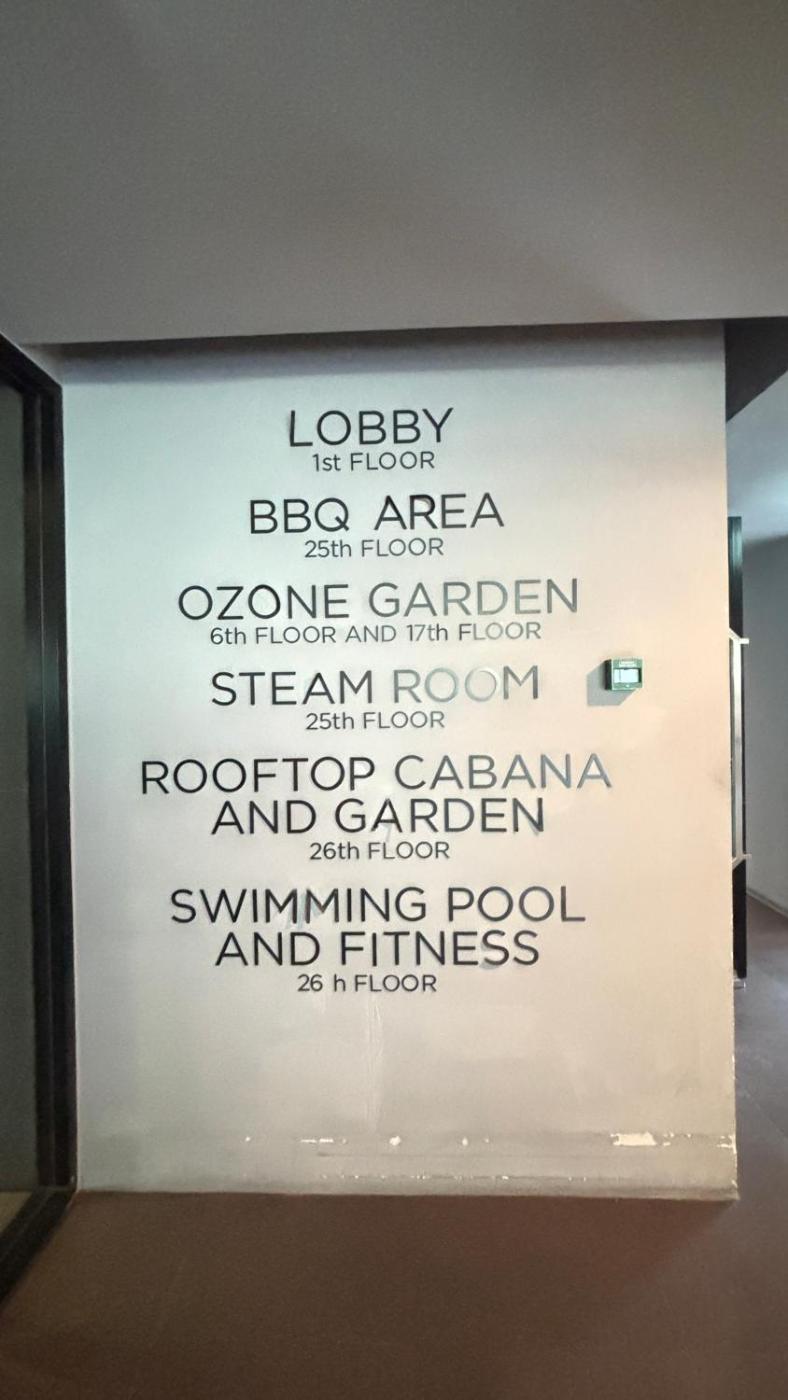 LOBBY
1st FLOOR
BBQ AREA
25th FLOOR
OZONE GARDEN
6th FLOOR AND 17th FLOOR
STEAM ROOM
25th FLOOR
ROOFTOP CABANA
AND GARDEN
26th FLOOR
SWIMMING POOL
AND FITNESS
26 h FLOOR